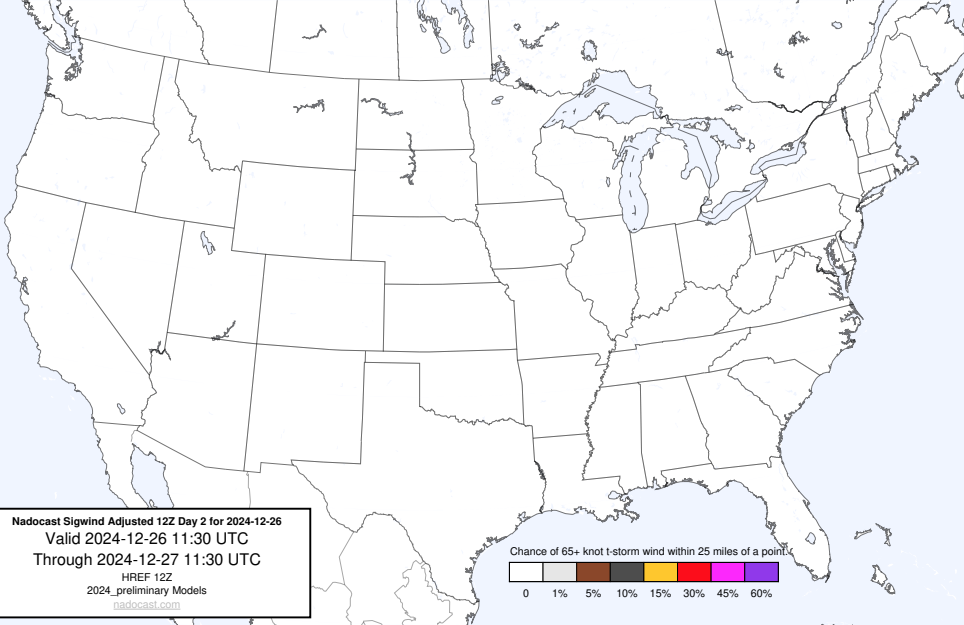 Nadocast Sigwind Adjusted 12Z Day 2 for 2024-12-26
Valid 2024-12-26 11:30 UTC
Through 2024-12-27 11:30 UTC
HREF 12Z
2024_preliminary Models
nadocast.com
Chance of 65+ knot t-storm wind within 25 miles of a point.
0 1% 5% 10% 15% 30% 45% 60%